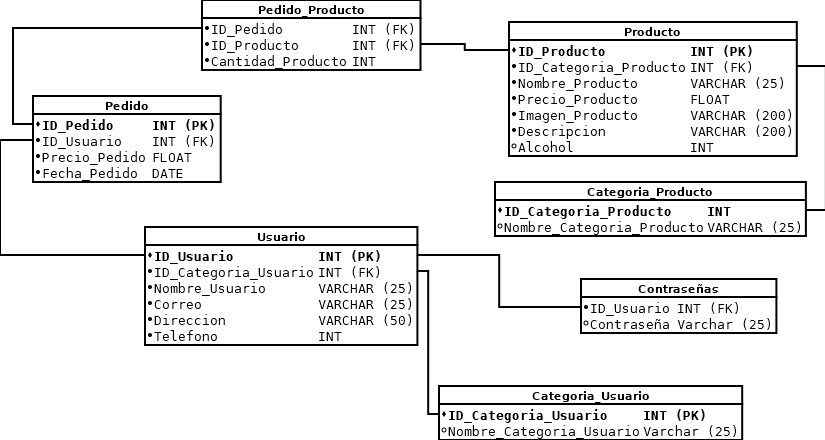 Pedido_Producto
ID_Pedido INT (FK)
ID_Producto INT (FK)
Cantidad_Producto INT
Producto
ID_Producto INT (PK)
ID_Categoria_Producto INT (FK)
Nombre_Producto VARCHAR (25)
Precio_Producto FLOAT
Imagen_Producto VARCHAR (200)
Descripcion VARCHAR (200)
Alcohol INT
Pedido
ID_Pedido INT (PK)
ID_Usuario INT (FK)
Precio_Pedido FLOAT
Fecha_Pedido DATE
Categoria_Producto
ID_Categoria_Producto INT
Nombre_Categoria_Producto VARCHAR (25)
Usuario
ID_Usuario INT (PK)
ID_Categoria_Usuario INT (FK)
Nombre_Usuario VARCHAR (25)
Correo VARCHAR (25)
Direccion VARCHAR (50)
Telefono INT
Contraseñas
ID_Usuario INT (FK)
Contraseña Varchar (25)
Categoria_Usuario
ID_Categoria_Usuario INT (PK)
Nombre_Categoria_Usuario Varchar (25)